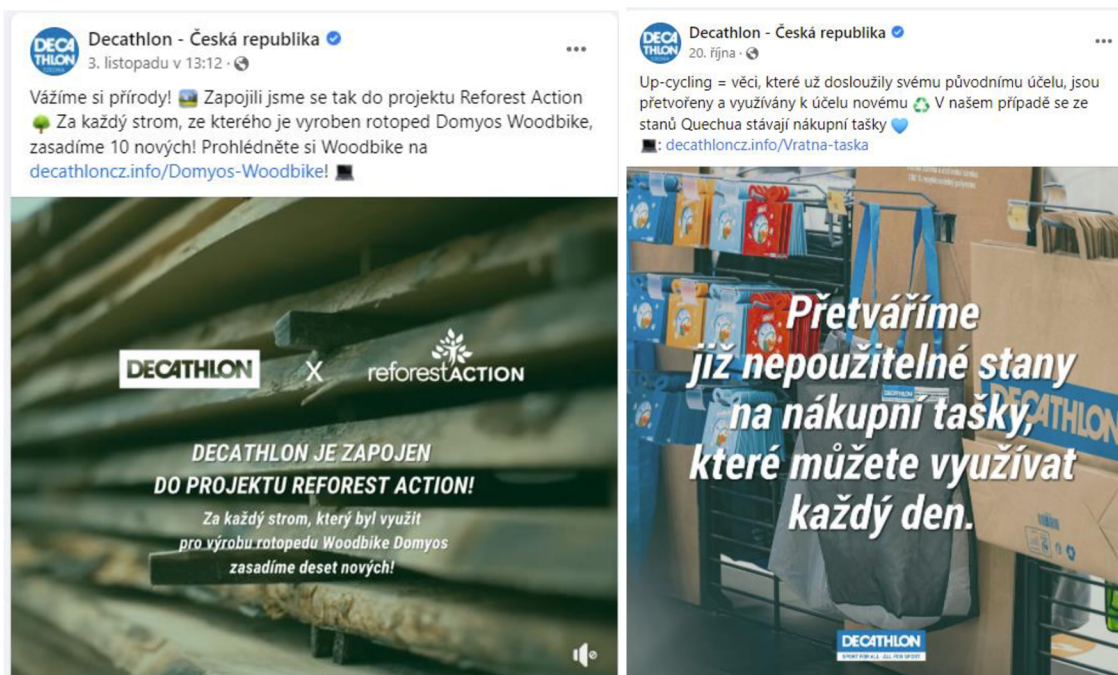 Decathlon - Česká republika
3. listopadu v 13:12 ·
Vážíme si přírody! 🏞️ Zapojili jsme se tak do projektu Reforest Action
🌳 Za každý strom, ze kterého je vyroben rotoped Domyos Woodbike,
zasadíme 10 nových! Prohlédněte si Woodbike na
decathloncz.info/Domyos-Woodbike! 💻
DECATHLON X reforestACTION
DECATHLON JE ZAPOJEN
DO PROJEKTU REFOREST ACTION!
Za každý strom, který byl využit
pro výrobu rotopedu Woodbike Domyos
zasadíme deset nových!
Decathlon - Česká republika
20. října ·
Up-cycling = věci, které už dosloužily svému původnímu účelu, jsou
přetvořeny a využívány k účelu novému ♻️ V našem případě se ze
stanů Quechua stávají nákupní tašky 💙
💻: decathloncz.info/Vratna-taska
Přetváříme
již nepoužitelné stany
na nákupní tašky,
které můžete využívat
každý den.
DECATHLON
DECATHLON
SPORT FOR ALL · ALL FOR SPORT